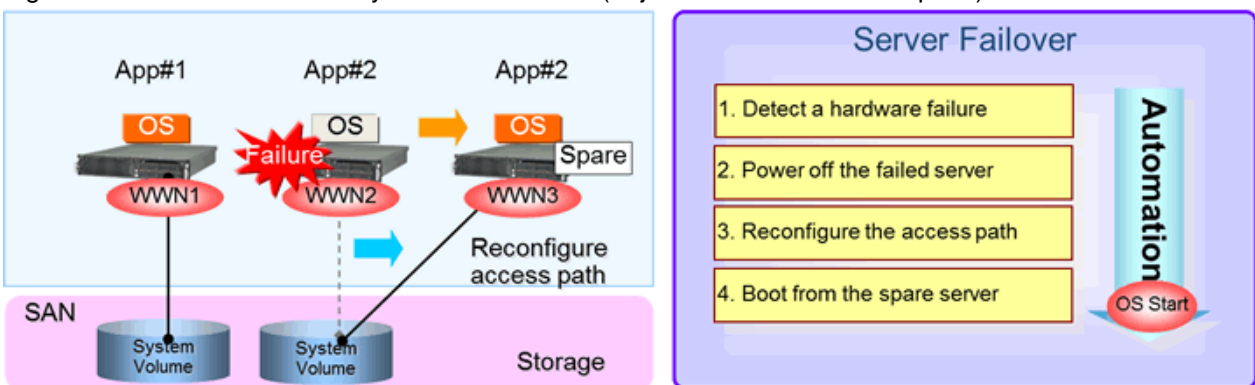 App#1
App#2
App#2
OS
OS
OS
Failure
Spare
WWN1
WWN2
WWN3
Reconfigure
access path
SAN
System
Volume
System
Volume
Storage
Server Failover
1. Detect a hardware failure
2. Power off the failed server
3. Reconfigure the access path
4. Boot from the spare server
Automation
OS Start